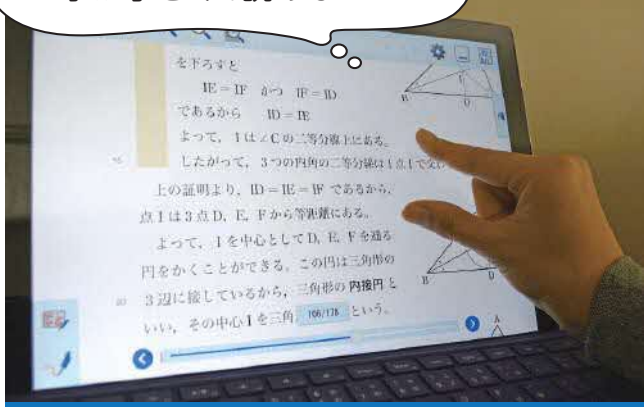 を下ろすと
IE＝IF かつ IF＝ID
であるから ID＝IE
よって，Iは∠Cの二等分線上にある。
したがって，3つの内角の二等分線は1点Iで交
上の証明より，ID＝IE＝IF であるから，
点Iは3点D，E，Fから等距離にある。
よって，Iを中心としてD，E，Fを通る
円をかくことができる。この円は三角形の
3辺に接しているから，三角形の内接円と
いい，その中心Iを三角 166/178 という。
B D
B D
A